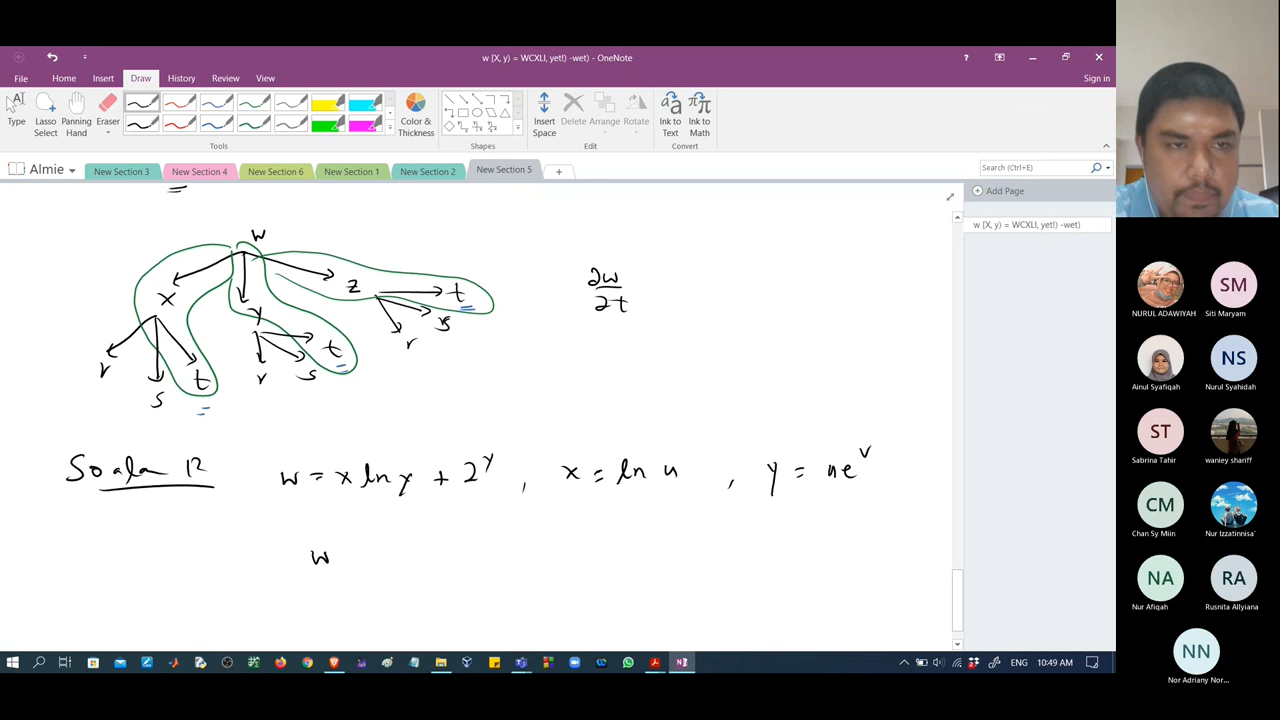 w [X, y) = WCXLI, yet!) -wet) - OneNote
File Home Insert Draw History Review View
Sign in
Type
Lasso Select
Panning Hand
Eraser
Color & Thickness
Insert Space
Delete
Arrange
Rotate
Ink to Text
Ink to Math
Tools
Shapes
Edit
Convert
Almie
New Section 3
New Section 4
New Section 6
New Section 1
New Section 2
New Section 5
Search (Ctrl+E)
Add Page
w [X, y) = WCXLI, yet!) -wet)
w
x y z t
r s t
r s t
r s
∂w/∂t
Soalan 12 w = x ln y + 2^y , x = ln u , y = ue^v
w
NURUL ADAWIYAH
SM
Siti Maryam
Ainul Syafiqah
NS
Nurul Syahidah
ST
Sabrina Tahir
waniey shariff
CM
Chan Sy Miin
Nur Izzatinnisa'
NA
Nur Afiqah
RA
Rusnita Allyiana
NN
Nor Adriany Nor...
ENG 10:49 AM